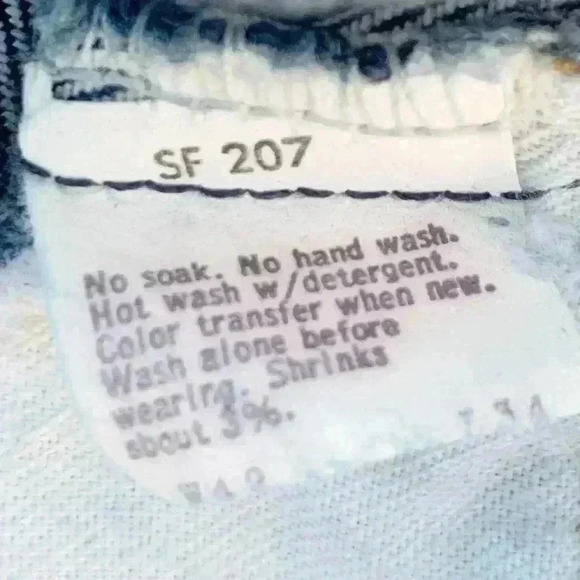 SF 207
No soak. No hand wash.
Hot wash w/detergent.
Color transfer when new.
Wash alone before
wearing. Shrinks
about 3%.